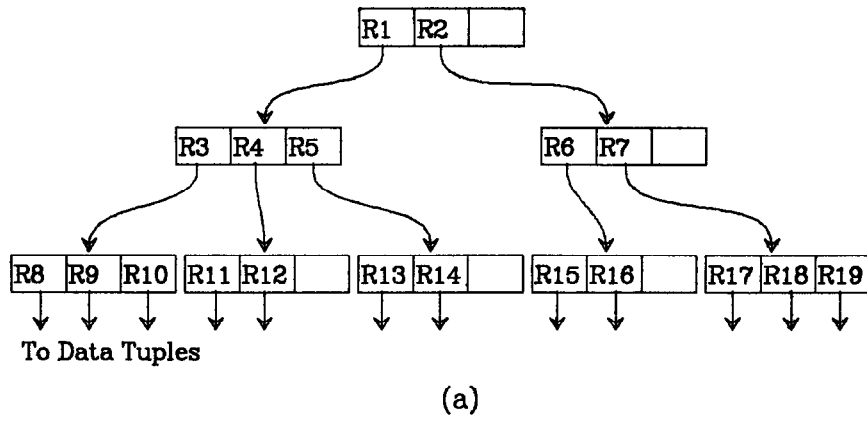 R1 R2
R3 R4 R5 R6 R7
R8 R9 R10 R11 R12 R13 R14 R15 R16 R17 R18 R19
To Data Tuples
(a)